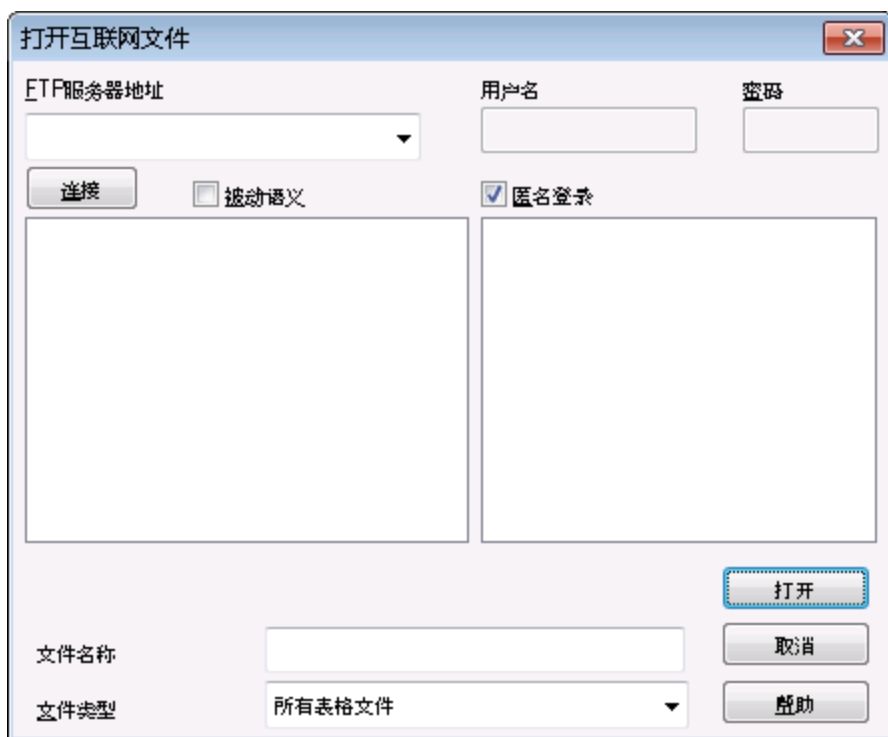 打开互联网文件
FTP服务器地址
用户名
密码
连接
被动语义
匿名登录
打开
文件名称
取消
文件类型
所有表格文件
帮助